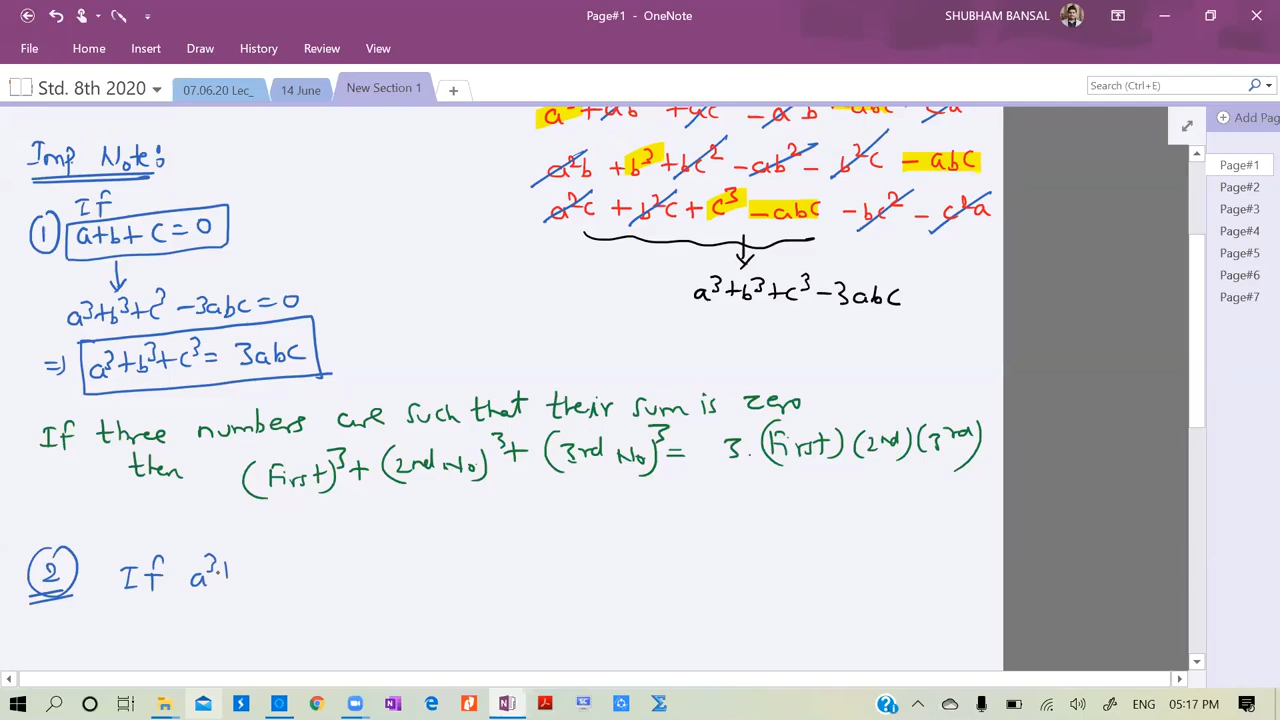 Page#1 - OneNote
SHUBHAM BANSAL
File Home Insert Draw History Review View
Std. 8th 2020
07.06.20 Lec_
14 June
New Section 1
Search (Ctrl+E)
Add Pag
Page#1
Page#2
Page#3
Page#4
Page#5
Page#6
Page#7
a²b +b³ +bc² -ab² - b²c - abc
a²c + b²c + c³ - abc - bc² - c²a
a³+b³+c³-3abc
Imp Note:
If
① a+b+c=0
a³+b³+c³ -3abc=0
⇒ a³+b³+c³= 3abc
If three numbers are such that their sum is zero
then (First)³+(2nd No)³+(3rd No)³= 3.(First)(2nd)(3rd)
② If a³
ENG 05:17 PM